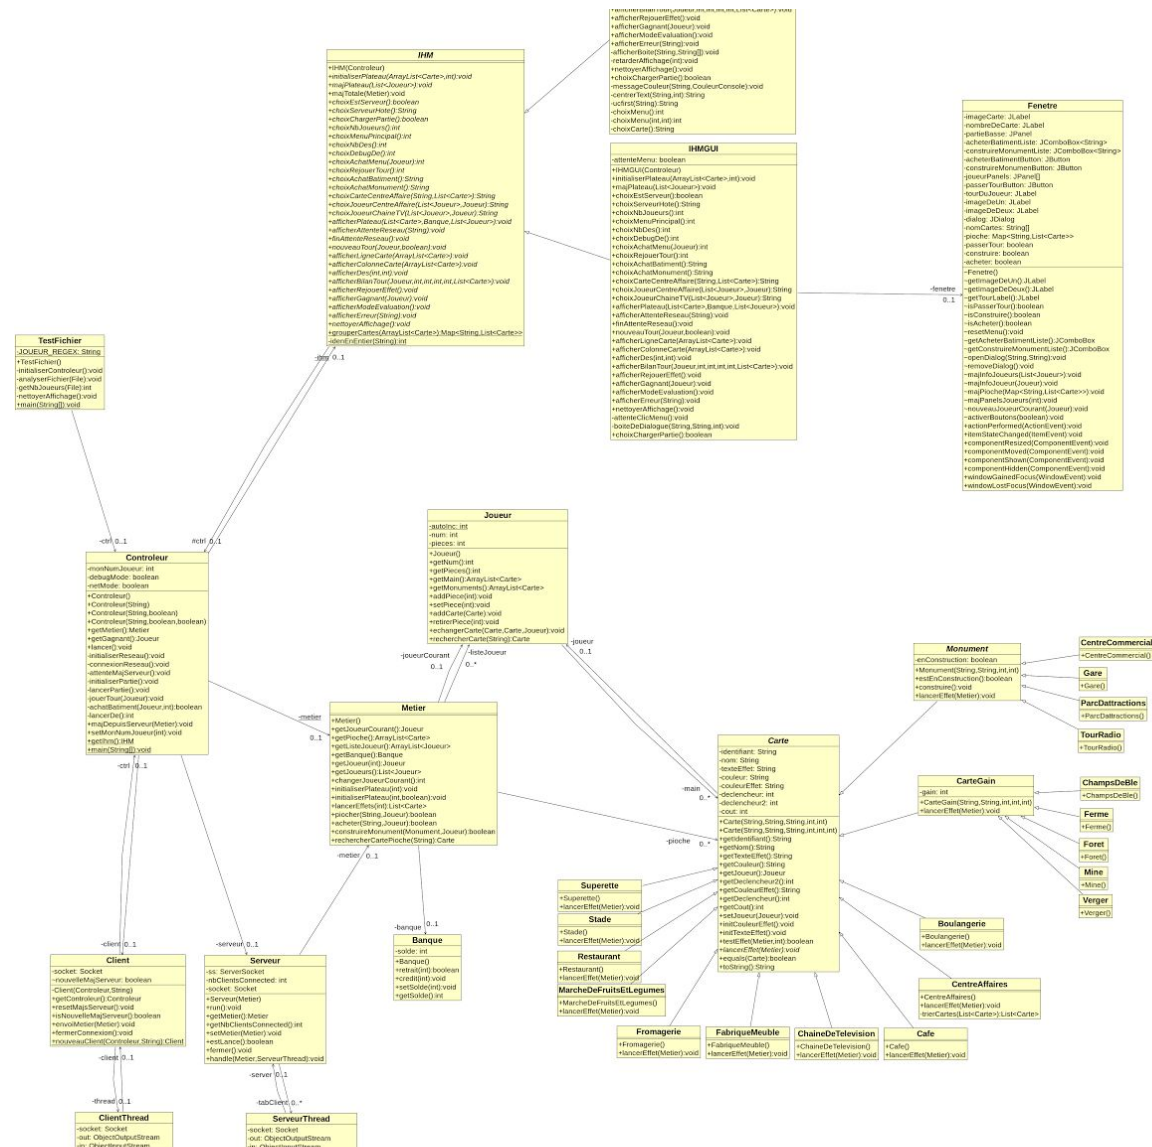 +afficherRejouerEffet():void
+afficherGagnant(Joueur):void
+afficherModeEvaluation():void
+afficherErreur(String):void
-afficherBoite(String,String[]):void
-retarderAffichage(int):void
+nettoyerAffichage():void
+choixChargerPartie():boolean
-messageCouleur(String,CouleurConsole):void
-centrerText(String,int):String
-ucfirst(String):String
-choixMenu():int
-choixMenu(int,int):int
-choixCarte():String
IHM
+IHM(Controleur)
+initialiserPlateau(ArrayList<Carte>,int):void
+majPlateau(List<Joueur>):void
+majTotale(Metier):void
+choixEstServeur():boolean
+choixServeurHote():String
+choixChargerPartie():boolean
+choixNbJoueurs():int
+choixMenuPrincipal():int
+choixNbDes():int
+choixDebugDe():int
+choixAchatMenu(Joueur):int
+choixRejouerTour():int
+choixAchatBatiment():String
+choixAchatMonument():String
+choixCarteCentreAffaire(String,List<Carte>):String
+choixJoueurCentreAffaire(List<Joueur>,Joueur):String
+choixJoueurChaineTV(List<Joueur>,Joueur):String
+afficherPlateau(List<Carte>,Banque,List<Joueur>):void
+afficherAttenteReseau(String):void
+finAttenteReseau():void
+nouveauTour(Joueur,boolean):void
+afficherLigneCarte(ArrayList<Carte>):void
+afficherColonneCarte(ArrayList<Carte>):void
+afficherDes(int,int):void
+afficherBilanTour(Joueur,int,int,int,int,List<Carte>):void
+afficherRejouerEffet():void
+afficherGagnant(Joueur):void
+afficherModeEvaluation():void
+afficherErreur(String):void
+nettoyerAffichage():void
+grouperCartes(ArrayList<Carte>):Map<String,List<Carte>>
-idenEnEntier(String):int
IHMGUI
-attenteMenu: boolean
+IHMGUI(Controleur)
+initialiserPlateau(ArrayList<Carte>,int):void
+majPlateau(List<Joueur>):void
+choixEstServeur():boolean
+choixServeurHote():String
+choixNbJoueurs():int
+choixMenuPrincipal():int
+choixNbDes():int
+choixDebugDe():int
+choixAchatMenu(Joueur):int
+choixRejouerTour():int
+choixAchatBatiment():String
+choixAchatMonument():String
+choixCarteCentreAffaire(String,List<Carte>):String
+choixJoueurCentreAffaire(List<Joueur>,Joueur):String
+choixJoueurChaineTV(List<Joueur>,Joueur):String
+afficherPlateau(List<Carte>,Banque,List<Joueur>):void
+afficherAttenteReseau(String):void
+finAttenteReseau():void
+nouveauTour(Joueur,boolean):void
+afficherLigneCarte(ArrayList<Carte>):void
+afficherColonneCarte(ArrayList<Carte>):void
+afficherDes(int,int):void
+afficherBilanTour(Joueur,int,int,int,int,List<Carte>):void
+afficherRejouerEffet():void
+afficherGagnant(Joueur):void
+afficherModeEvaluation():void
+afficherErreur(String):void
+nettoyerAffichage():void
-attenteClicMenu():void
-boiteDeDialogue(String,String,int):void
+choixChargerPartie():boolean
-fenetre
0..1
Fenetre
-imageCarte: JLabel
-nombreDeCarte: JLabel
-partieBasse: JPanel
-acheterBatimentListe: JComboBox<String>
-construireMonumentListe: JComboBox<String>
-acheterBatimentButton: JButton
-construireMonumenButton: JButton
-joueurPanels: JPanel[]
-passerTourButton: JButton
-tourDuJoueur: JLabel
-imageDeUn: JLabel
-imageDeDeux: JLabel
-dialog: JDialog
-nomCartes: String[]
-pioche: Map<String,List<Carte>>
-passerTour: boolean
-construire: boolean
-acheter: boolean
~Fenetre()
~getImageDeUn():JLabel
~getImageDeDeux():JLabel
~getTourLabel():JLabel
~isPasserTour():boolean
~isConstruire():boolean
~isAcheter():boolean
~resetMenu():void
~getAcheterBatimentListe():JComboBox
~getConstruireMonumentListe():JComboBox
~openDialog(String,String):void
~removeDialog():void
~majInfoJoueurs(List<Joueur>):void
~majInfoJoueur(Joueur):void
~majPioche(Map<String,List<Carte>>):void
~majPanelsJoueurs(int):void
~nouveauJoueurCourant(Joueur):void
~activerBoutons(boolean):void
+actionPerformed(ActionEvent):void
+itemStateChanged(ItemEvent):void
+componentResized(ComponentEvent):void
+componentMoved(ComponentEvent):void
+componentShown(ComponentEvent):void
+componentHidden(ComponentEvent):void
+windowGainedFocus(WindowEvent):void
+windowLostFocus(WindowEvent):void
TestFichier
-JOUEUR_REGEX: String
+TestFichier()
-initialiserControleur():void
-analyserFichier(File):void
-getNbJoueurs(File):int
-nettoyerAffichage():void
+main(String[]):void
-ihm 0..1
-ctrl 0..1
#ctrl 0..1
Controleur
-monNumJoueur: int
-debugMode: boolean
-netMode: boolean
+Controleur()
+Controleur(String)
+Controleur(String,boolean)
+Controleur(String,boolean,boolean)
+getMetier():Metier
+getGagnant():Joueur
+lancer():void
-initialiserReseau():void
-connexionReseau():void
-attenteMajServeur():void
-initialiserPartie():void
-lancerPartie():void
-jouerTour(Joueur):void
-achatBatiment(Joueur,int):boolean
-lancerDe():int
+majDepuisServeur(Metier):void
+setMonNumJoueur(int):void
+getIhm():IHM
+main(String[]):void
-ctrl 0..1
Joueur
-autoInc: int
-num: int
-pieces: int
+Joueur()
+getNum():int
+getPieces():int
+getMain():ArrayList<Carte>
+getMonuments():ArrayList<Carte>
+addPiece(int):void
+setPiece(int):void
+addCarte(Carte):void
+retirerPiece(int):void
+echangerCarte(Carte,Carte,Joueur):void
+rechercherCarte(String):Carte
-joueurCourant
0..1
-listeJoueur
0..*
-joueur
0..1
-metier
0..1
Metier
+Metier()
+getJoueurCourant():Joueur
+getPioche():ArrayList<Carte>
+getListeJoueur():ArrayList<Joueur>
+getBanque():Banque
+getJoueur(int):Joueur
+getJoueurs():List<Joueur>
+changerJoueurCourant():int
+initialiserPlateau(int):void
+initialiserPlateau(int,boolean):void
+lancerEffets(int):List<Carte>
+piocher(String,Joueur):boolean
+acheter(String,Joueur):boolean
+construireMonument(Monument,Joueur):boolean
+rechercherCartePioche(String):Carte
-metier 0..1
-main
0..*
-pioche
0..*
Carte
-identifiant: String
-nom: String
-texteEffet: String
-couleur: String
-couleurEffet: String
-declencheur: int
-declencheur2: int
-cout: int
+Carte(String,String,String,int,int)
+Carte(String,String,String,int,int,int)
+getIdentifiant():String
+getNom():String
+getTexteEffet():String
+getCouleur():String
+getJoueur():Joueur
+getDeclencheur2():int
+getCouleurEffet():String
+getDeclencheur():int
+getCout():int
+setJoueur(Joueur):void
+initCouleurEffet():void
+initTexteEffet():void
+testEffet(Metier,int):boolean
+lancerEffet(Metier):void
+equals(Carte):boolean
+toString():String
Monument
-enConstruction: boolean
+Monument(String,String,int,int)
+estEnConstruction():boolean
+construire():void
+lancerEffet(Metier):void
CentreCommercial
+CentreCommercial()
Gare
+Gare()
ParcDattractions
+ParcDattractions()
TourRadio
+TourRadio()
CarteGain
-gain: int
+CarteGain(String,String,int,int,int)
+lancerEffet(Metier):void
ChampsDeBle
+ChampsDeBle()
Ferme
+Ferme()
Foret
+Foret()
Mine
+Mine()
Verger
+Verger()
Superette
+Superette()
+lancerEffet(Metier):void
Stade
+Stade()
+lancerEffet(Metier):void
Restaurant
+Restaurant()
+lancerEffet(Metier):void
MarcheDeFruitsEtLegumes
+MarcheDeFruitsEtLegumes()
+lancerEffet(Metier):void
Fromagerie
+Fromagerie()
+lancerEffet(Metier):void
FabriqueMeuble
+FabriqueMeuble()
+lancerEffet(Metier):void
ChaineDeTelevision
+ChaineDeTelevision()
+lancerEffet(Metier):void
Cafe
+Cafe()
+lancerEffet(Metier):void
Boulangerie
+Boulangerie()
+lancerEffet(Metier):void
CentreAffaires
+CentreAffaires()
+lancerEffet(Metier):void
-trierCartes(List<Carte>):List<Carte>
-banque
0..1
Banque
-solde: int
+Banque()
+retrait(int):boolean
+credit(int):void
+setSolde(int):void
+getSolde():int
-client 0..1
Client
-socket: Socket
~nouvelleMajServeur: boolean
-Client(Controleur,String)
+getControleur():Controleur
+resetMajsServeur():void
+isNouvelleMajServeur():boolean
+envoiMetier(Metier):void
+fermerConnexion():void
+nouveauClient(Controleur,String):Client
-client 0..1
-thread 0..1
ClientThread
-socket: Socket
-out: ObjectOutputStream
-in: ObjectInputStream
-serveur 0..1
Serveur
-ss: ServerSocket
-nbClientsConnected: int
-socket: Socket
+Serveur(Metier)
+run():void
+getMetier():Metier
+getNbClientsConnected():int
+setMetier(Metier):void
+estLance():boolean
+fermer():void
+handle(Metier,ServeurThread):void
-server 0..1
-tabClient 0..*
ServeurThread
-socket: Socket
-out: ObjectOutputStream